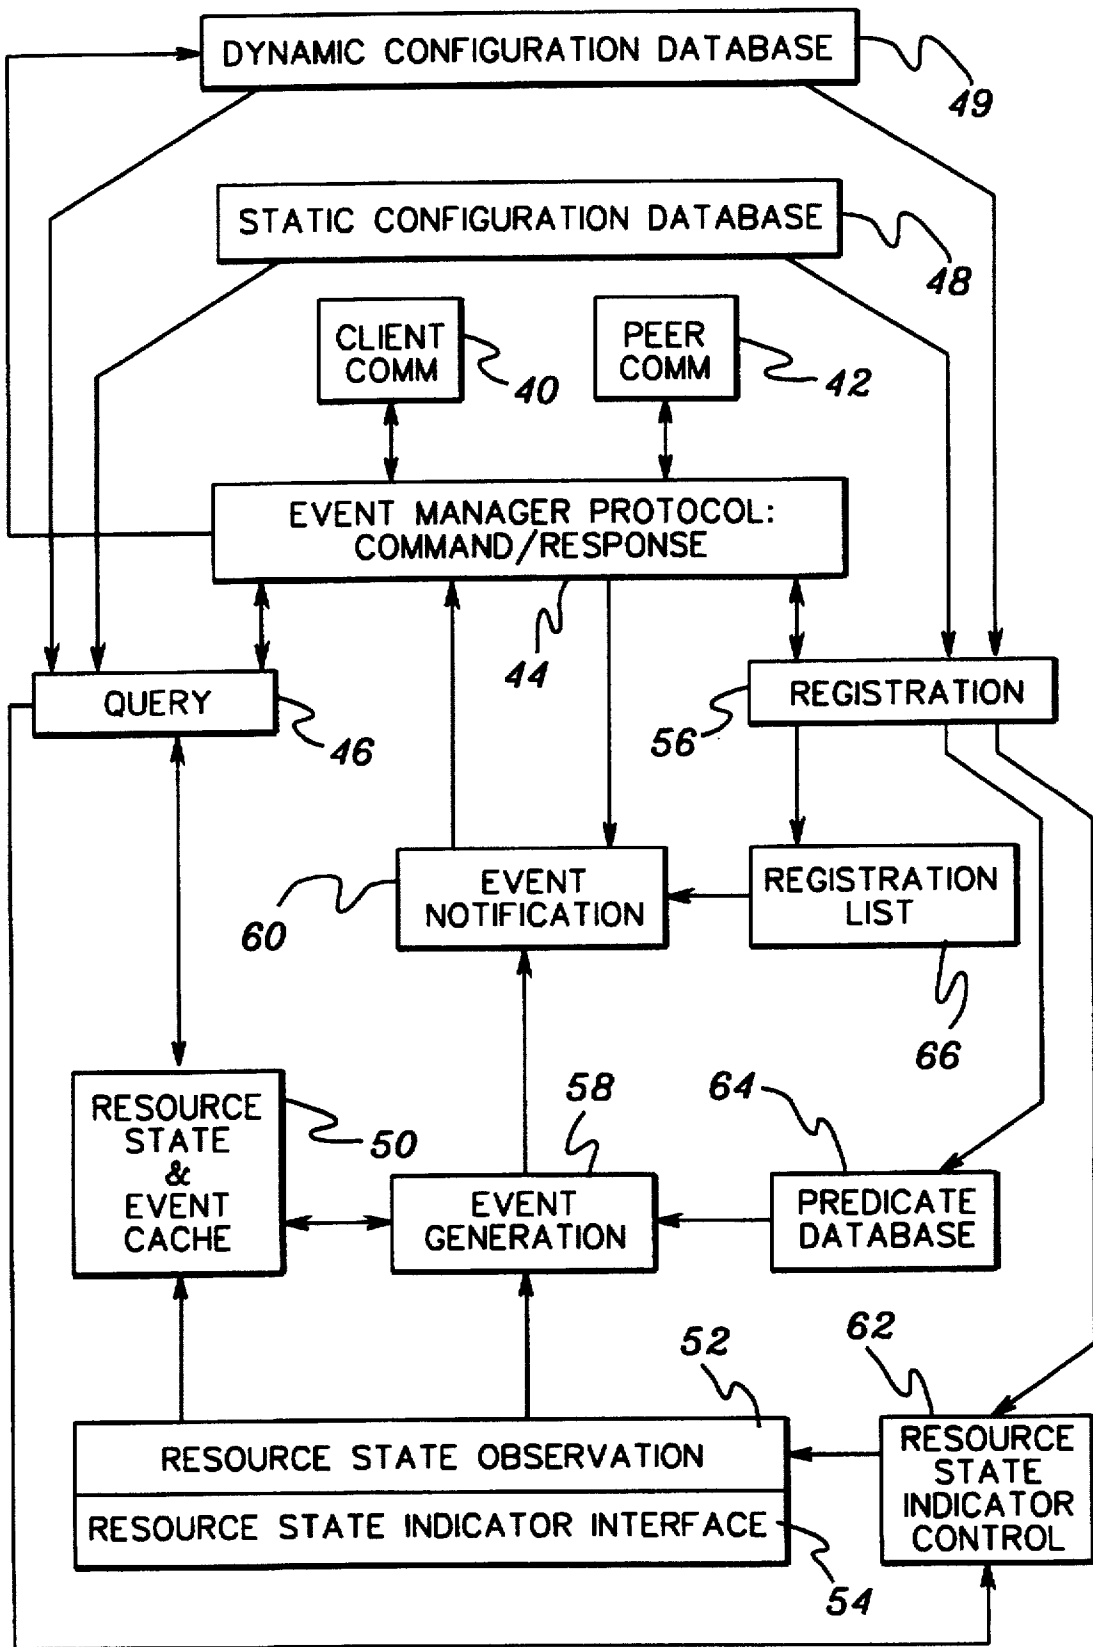 DYNAMIC CONFIGURATION DATABASE
49
STATIC CONFIGURATION DATABASE
48
CLIENT
COMM
40
PEER
COMM
42
EVENT MANAGER PROTOCOL:
COMMAND/RESPONSE
44
QUERY
46
56
REGISTRATION
60
EVENT
NOTIFICATION
REGISTRATION
LIST
66
RESOURCE
STATE
&
EVENT
CACHE
50
58
EVENT
GENERATION
64
PREDICATE
DATABASE
52
62
RESOURCE STATE OBSERVATION
RESOURCE STATE INDICATOR INTERFACE
54
RESOURCE
STATE
INDICATOR
CONTROL